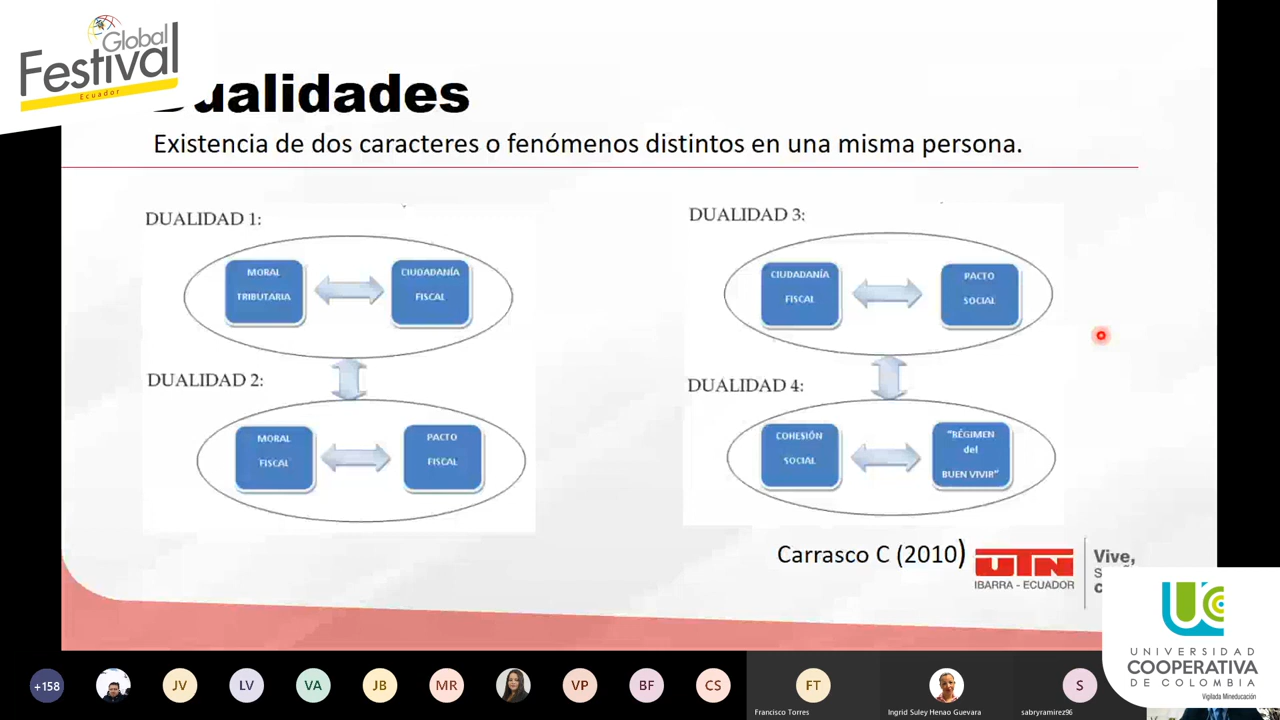 Global
Festival
Ecuador
Dualidades
Existencia de dos caracteres o fenómenos distintos en una misma persona.
DUALIDAD 1:
MORAL
TRIBUTARIA
CIUDADANÍA
FISCAL
DUALIDAD 2:
MORAL
FISCAL
PACTO
FISCAL
DUALIDAD 3:
CIUDADANÍA
FISCAL
PACTO
SOCIAL
DUALIDAD 4:
COHESIÓN
SOCIAL
"RÉGIMEN
del
BUEN VIVIR"
Carrasco C (2010)
UTN
IBARRA - ECUADOR
Vive,
UC
UNIVERSIDAD
COOPERATIVA
DE COLOMBIA
Vigilada Mineducación
+158
JV
LV
VA
JB
MR
VP
BF
CS
FT
S
Francisco Torres
Ingrid Suley Henao Guevara
sabryramirez96